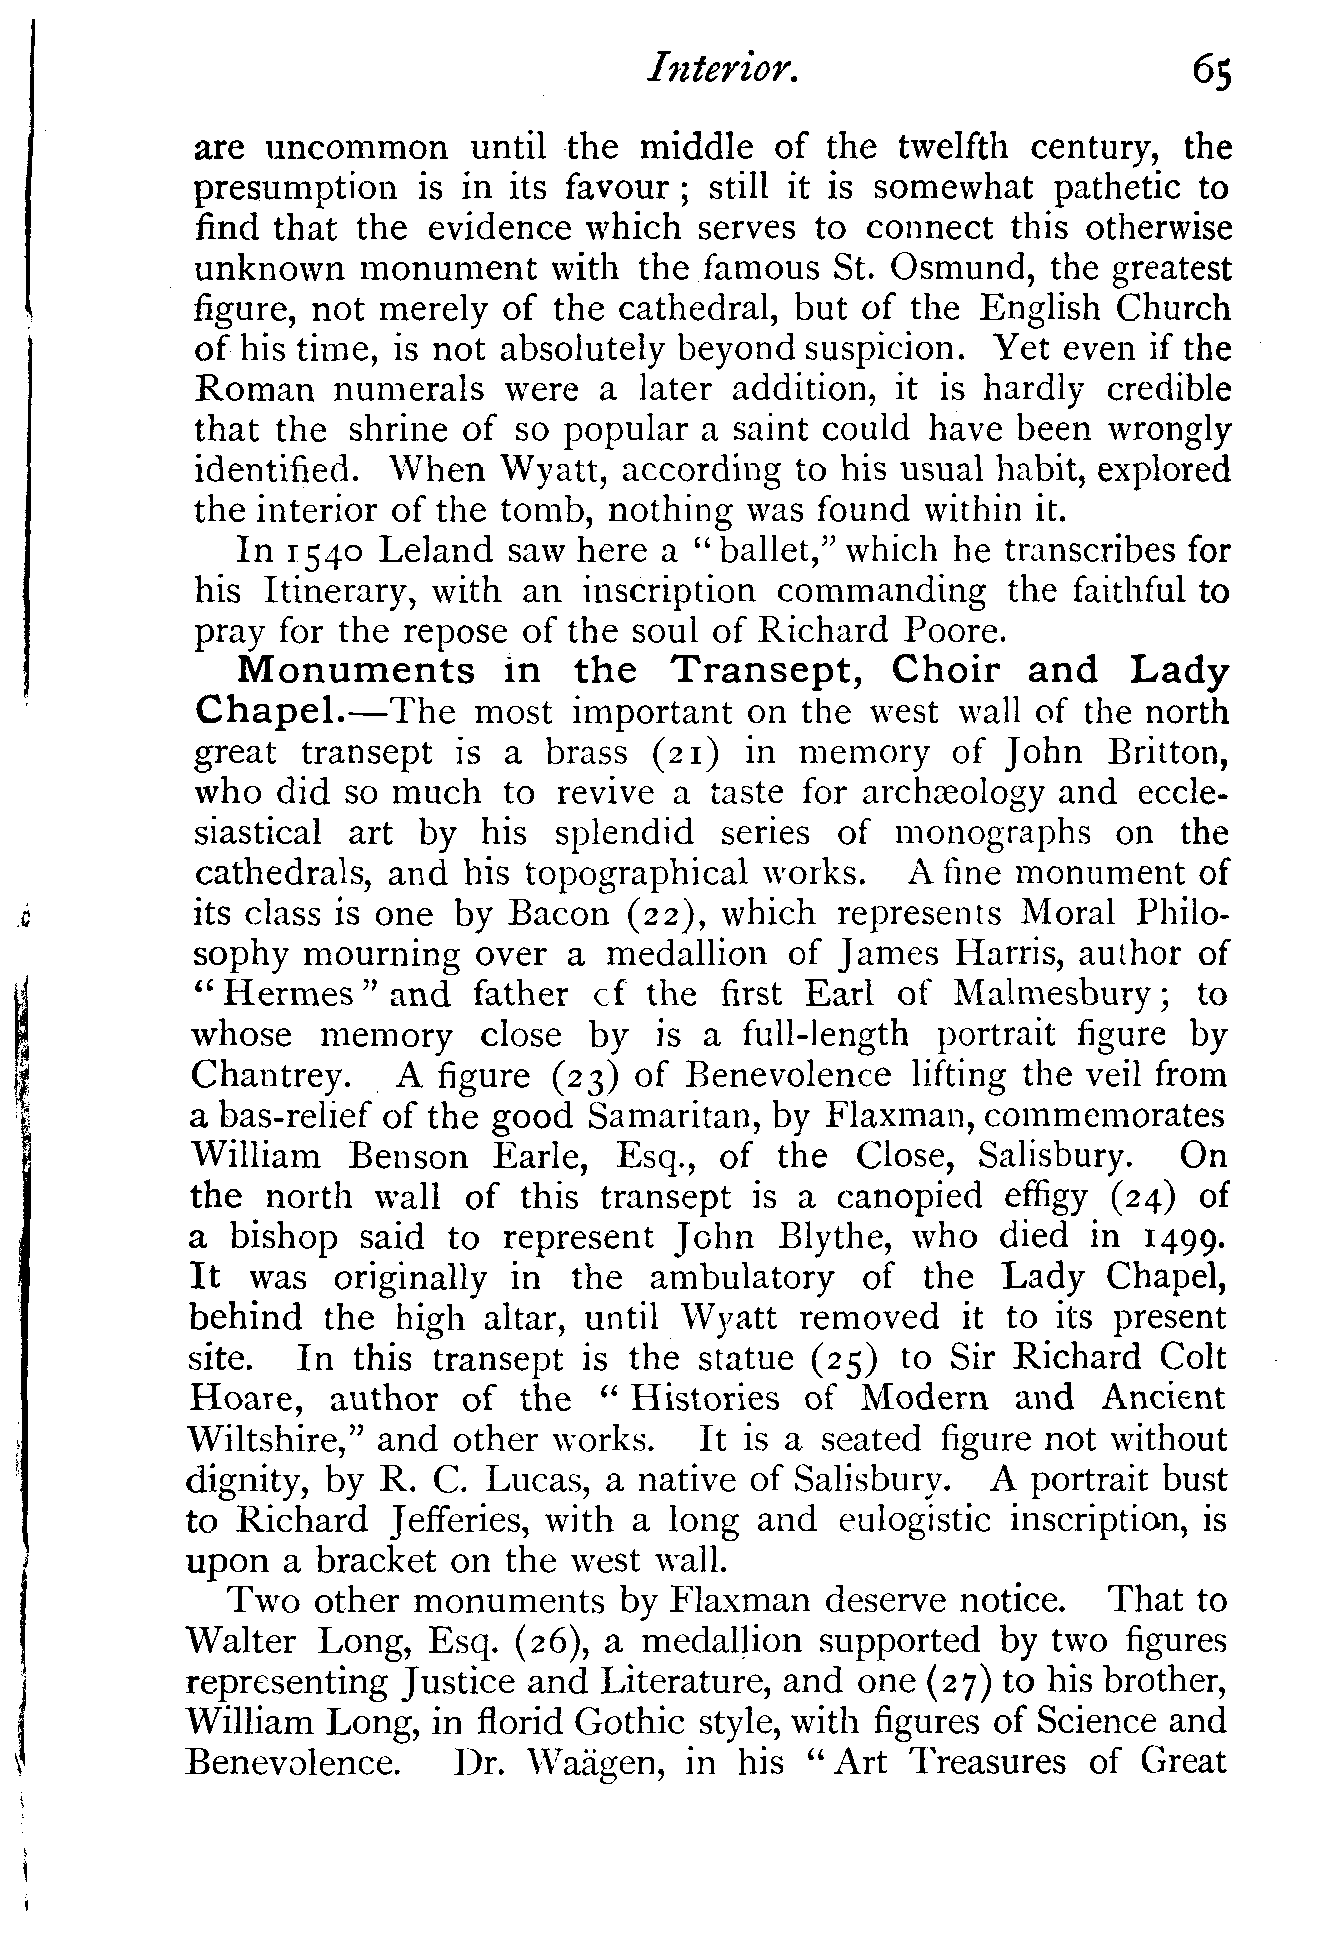 Interior. 65
are uncommon until the middle of the twelfth century, the
presumption is in its favour ; still it is somewhat pathetic to
find that the evidence which serves to connect this otherwise
unknown monument with the famous St. Osmund, the greatest
figure, not merely of the cathedral, but of the English Church
of his time, is not absolutely beyond suspicion. Yet even if the
Roman numerals were a later addition, it is hardly credible
that the shrine of so popular a saint could have been wrongly
identified. When Wyatt, according to his usual habit, explored
the interior of the tomb, nothing was found within it.
In 1540 Leland saw here a “ ballet,” which he transcribes for
his Itinerary, with an inscription commanding the faithful to
pray for the repose of the soul of Richard Poore.
Monuments in the Transept, Choir and Lady
Chapel.—The most important on the west wall of the north
great transept is a brass (21) in memory of John Britton,
who did so much to revive a taste for archæology and eccle-
siastical art by his splendid series of monographs on the
cathedrals, and his topographical works. A fine monument of
its class is one by Bacon (22), which represents Moral Philo-
sophy mourning over a medallion of James Harris, author of
“ Hermes ” and father cf the first Earl of Malmesbury ; to
whose memory close by is a full-length portrait figure by
Chantrey. A figure (23) of Benevolence lifting the veil from
a bas-relief of the good Samaritan, by Flaxman, commemorates
William Benson Earle, Esq., of the Close, Salisbury. On
the north wall of this transept is a canopied effigy (24) of
a bishop said to represent John Blythe, who died in 1499.
It was originally in the ambulatory of the Lady Chapel,
behind the high altar, until Wyatt removed it to its present
site. In this transept is the statue (25) to Sir Richard Colt
Hoare, author of the “ Histories of Modern and Ancient
Wiltshire,” and other works. It is a seated figure not without
dignity, by R. C. Lucas, a native of Salisbury. A portrait bust
to Richard Jefferies, with a long and eulogistic inscription, is
upon a bracket on the west wall.
Two other monuments by Flaxman deserve notice. That to
Walter Long, Esq. (26), a medallion supported by two figures
representing Justice and Literature, and one (27) to his brother,
William Long, in florid Gothic style, with figures of Science and
Benevolence. Dr. Waägen, in his “ Art Treasures of Great